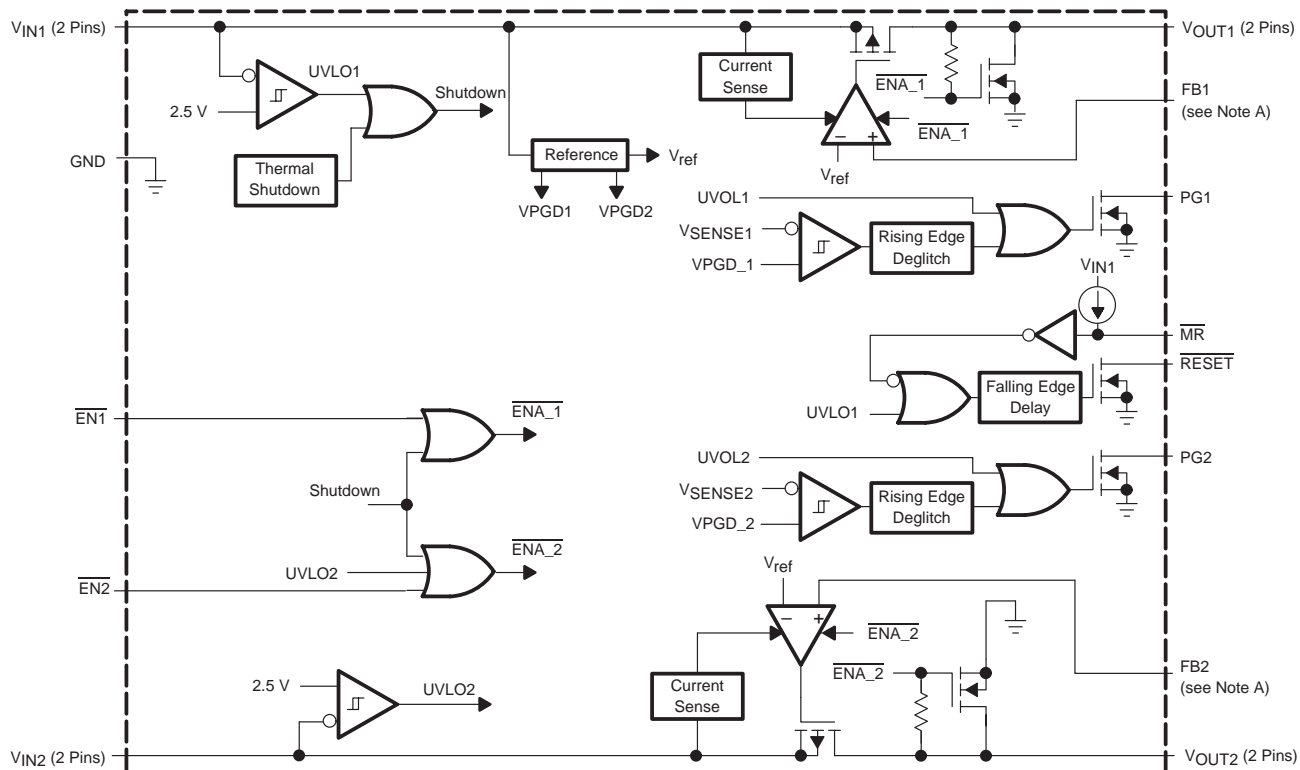 VIN1 (2 Pins)
VOUT1 (2 Pins)
UVLO1
Current
Sense
ENA_1
2.5 V
Shutdown
FB1
(see Note A)
ENA_1
GND
Thermal
Shutdown
Reference
Vref
Vref
VPGD1
VPGD2
UVOL1
PG1
VSENSE1
Rising Edge
Deglitch
VPGD_1
VIN1
MR
RESET
Falling Edge
Delay
UVLO1
EN1
ENA_1
UVOL2
PG2
Shutdown
VSENSE2
Rising Edge
Deglitch
VPGD_2
ENA_2
UVLO2
EN2
Vref
ENA_2
ENA_2
FB2
(see Note A)
2.5 V
UVLO2
Current
Sense
VIN2 (2 Pins)
VOUT2 (2 Pins)